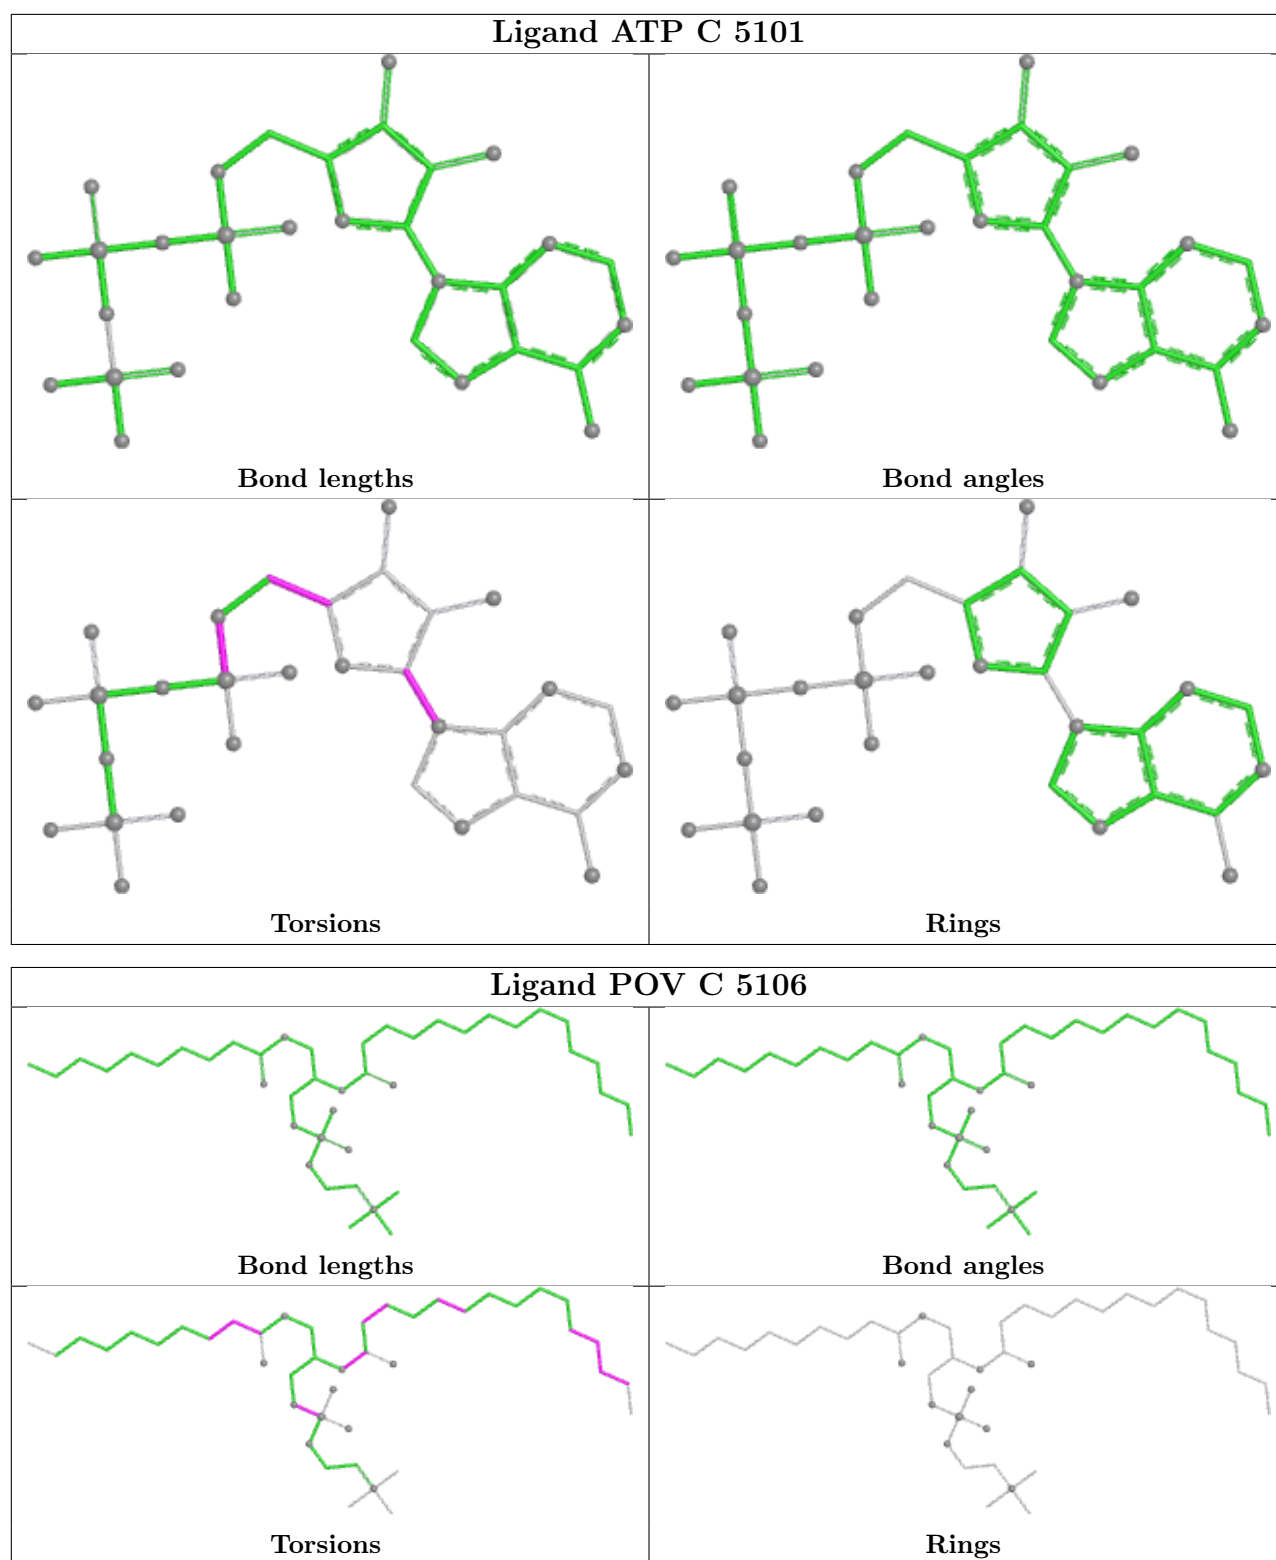 Ligand ATP C 5101
Bond lengths
Bond angles
Torsions
Rings
Ligand POV C 5106
Bond lengths
Bond angles
Torsions
Rings